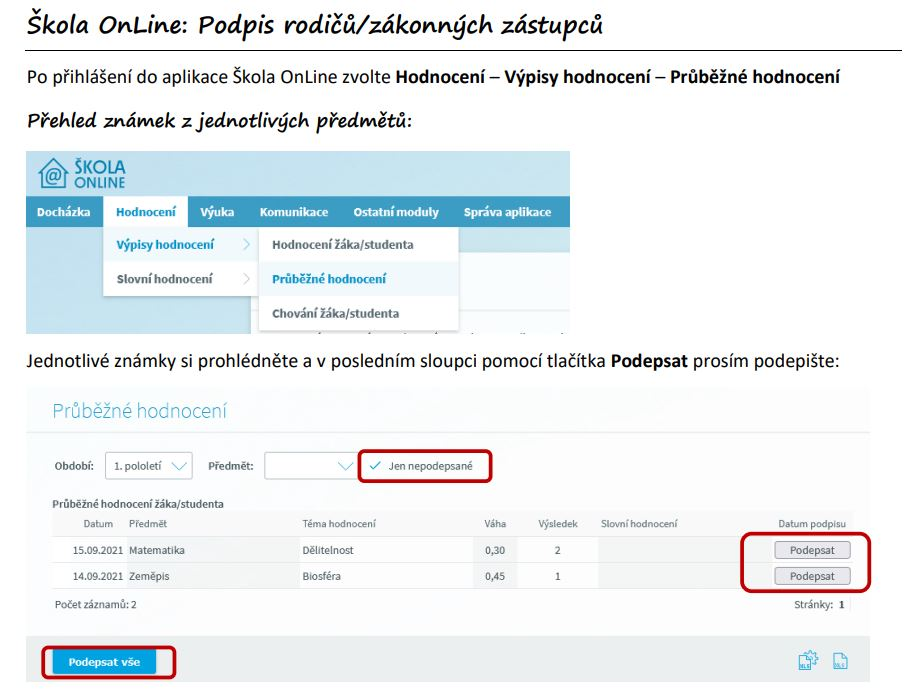 Škola OnLine: Podpis rodičů/zákonných zástupců
Po přihlášení do aplikace Škola OnLine zvolte Hodnocení – Výpisy hodnocení – Průběžné hodnocení
Přehled známek z jednotlivých předmětů:
@ ŠKOLA
ONLINE
Docházka Hodnocení Výuka Komunikace Ostatní moduly Správa aplikace
Výpisy hodnocení Hodnocení žáka/studenta
Slovní hodnocení Průběžné hodnocení
Chování žáka/studenta
Jednotlivé známky si prohlédněte a v posledním sloupci pomocí tlačítka Podepsat prosím podepište:
Průběžné hodnocení
Období: 1. pololetí Předmět: Jen nepodepsané
Průběžné hodnocení žáka/studenta
Datum Předmět Téma hodnocení Váha Výsledek Slovní hodnocení Datum podpisu
15.09.2021 Matematika Dělitelnost 0,30 2 Podepsat
14.09.2021 Zeměpis Biosféra 0,45 1 Podepsat
Počet záznamů: 2 Stránky: 1
Podepsat vše XLS XLS